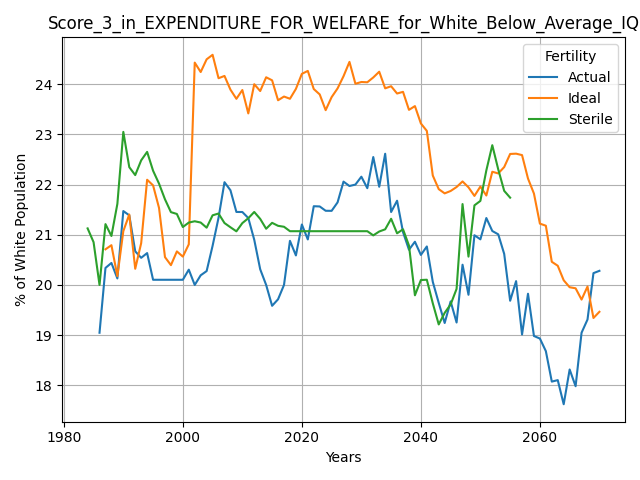 Score_3_in_EXPENDITURE_FOR_WELFARE_for_White_Below_Average_IQ
Fertility
Actual
Ideal
Sterile
% of White Population
24
23
22
21
20
19
18
1980
2000
2020
2040
2060
Years